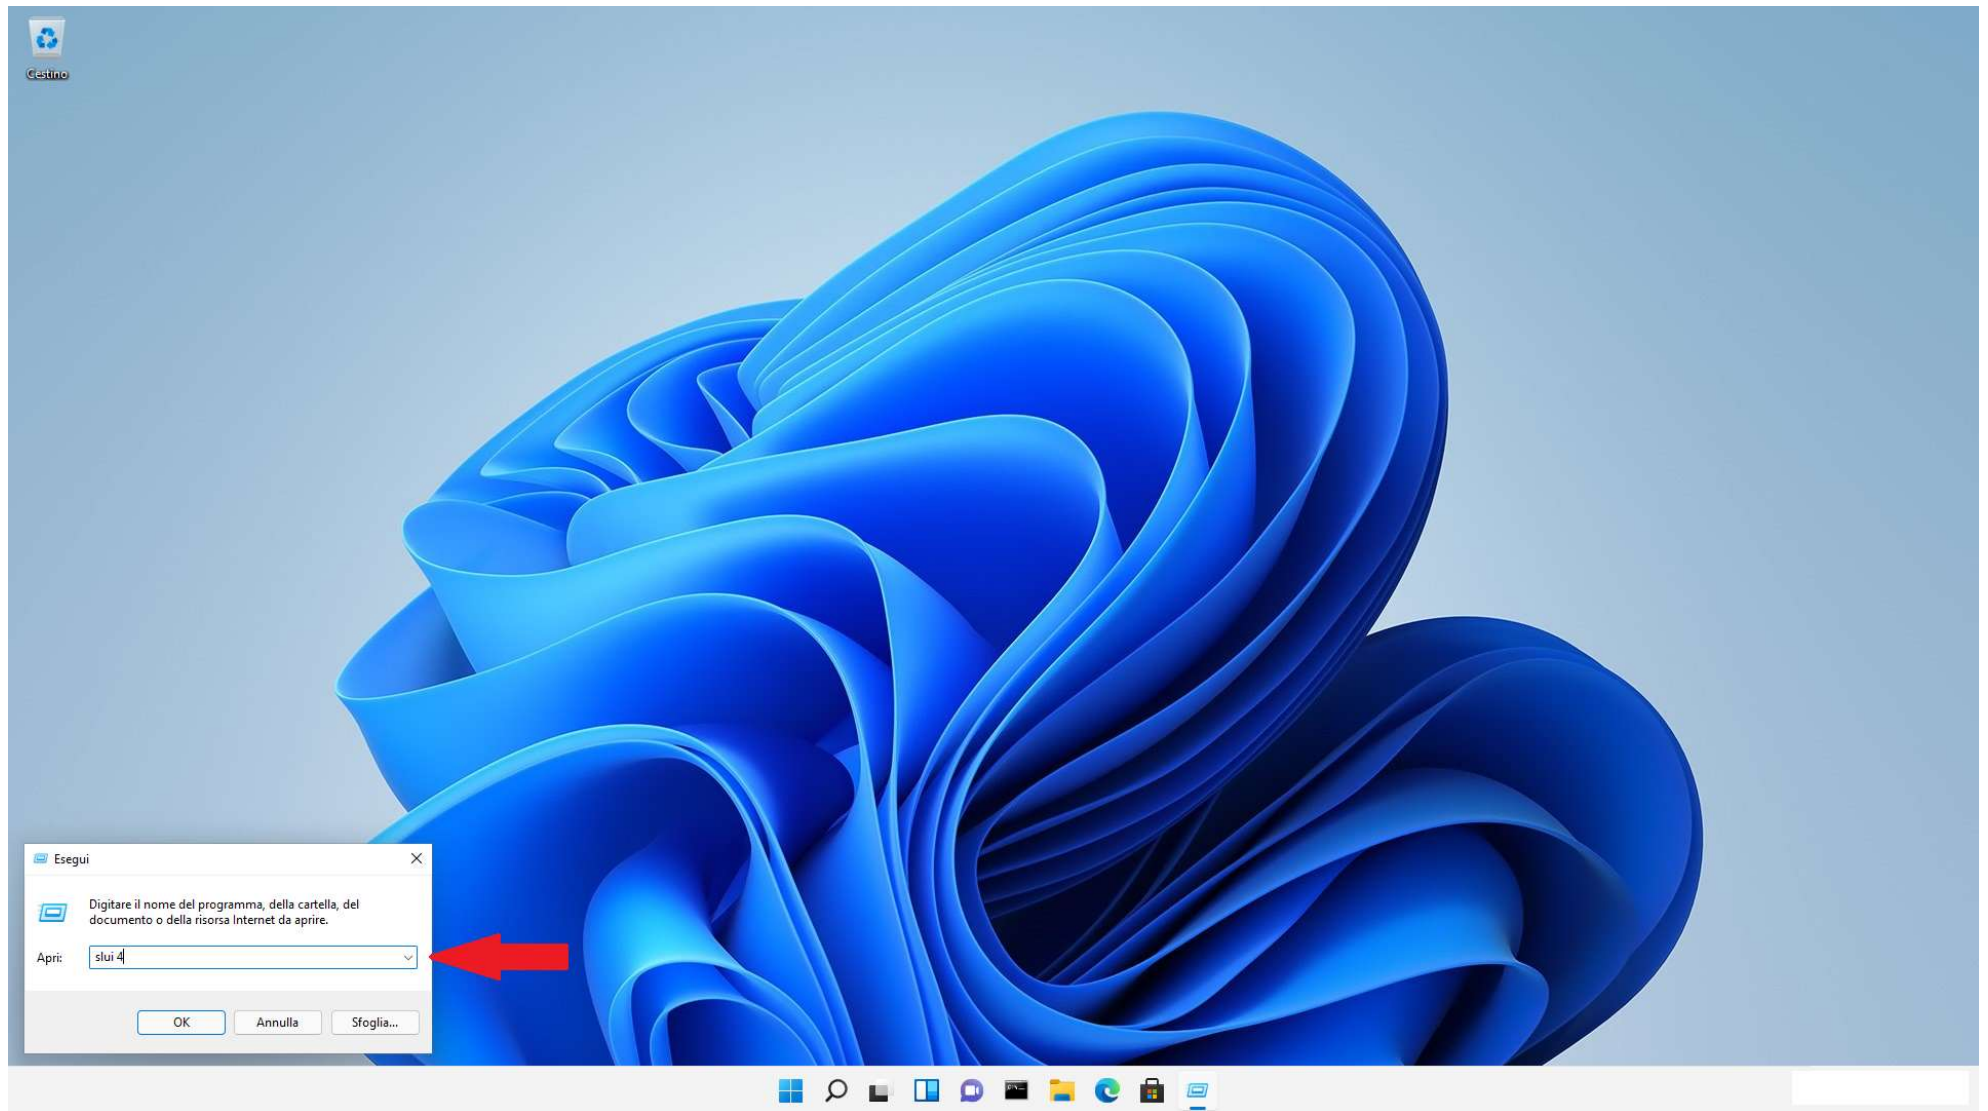 Cestino
Esegui
Digitare il nome del programma, della cartella, del
documento o della risorsa Internet da aprire.
Apri:
slui 4
OK
Annulla
Sfoglia...